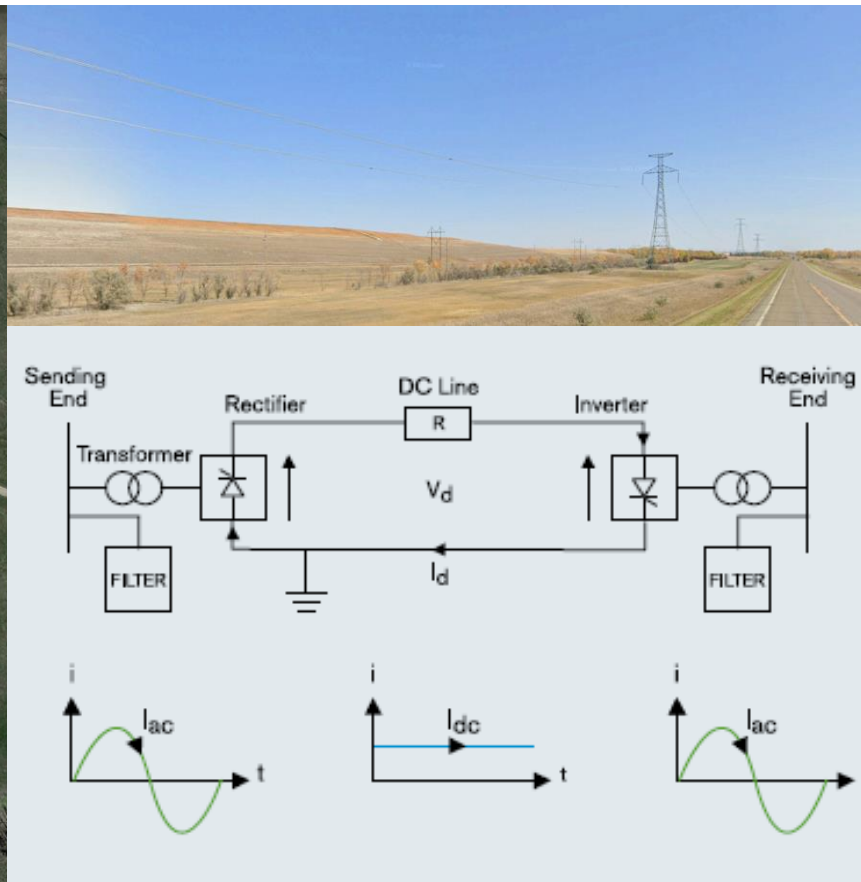 Sending
End
Rectifier
DC Line
Inverter
Receiving
End
R
Transformer
Vd
FILTER
Id
FILTER
i
Iac
t
i
Idc
t
i
Iac